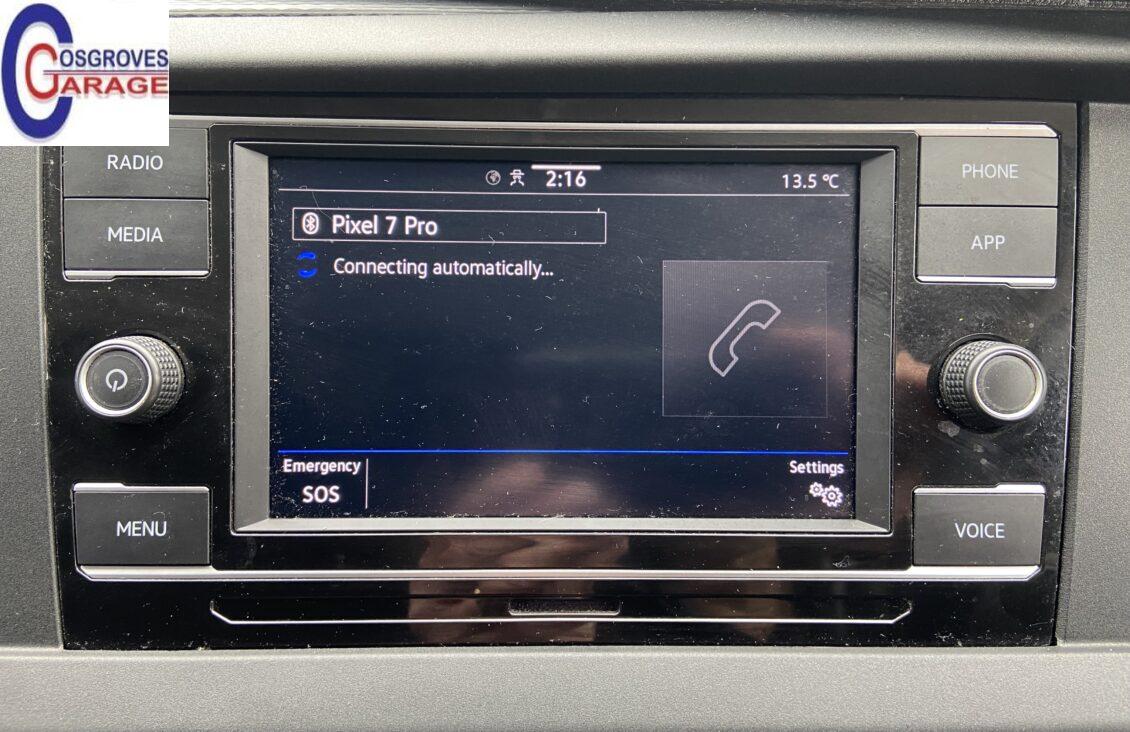 COSGROVES
GARAGE
RADIO
MEDIA
MENU
2:16
13.5 °C
Pixel 7 Pro
Connecting automatically...
Emergency
SOS
Settings
PHONE
APP
VOICE